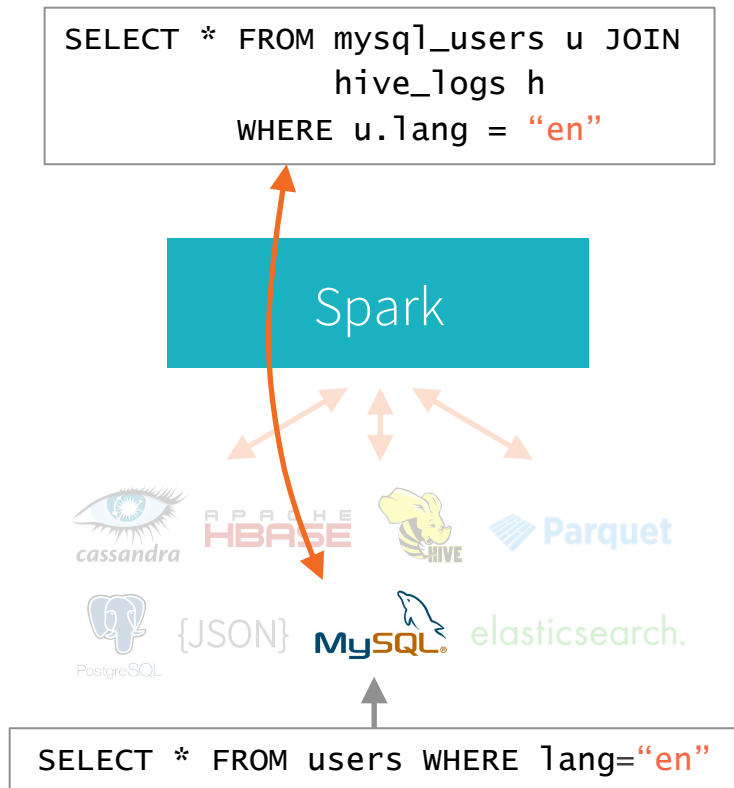 SELECT * FROM mysql_users u JOIN
hive_logs h
WHERE u.lang = “en”
Spark
cassandra
APACHE
HBASE
HIVE
Parquet
PostgreSQL
{JSON}
MySQL®
elasticsearch.
SELECT * FROM users WHERE lang=“en”